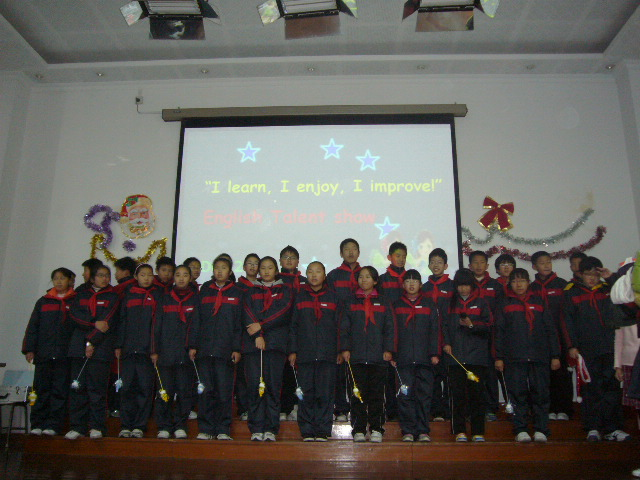 “I learn, I enjoy, I improve!”
English Talent show